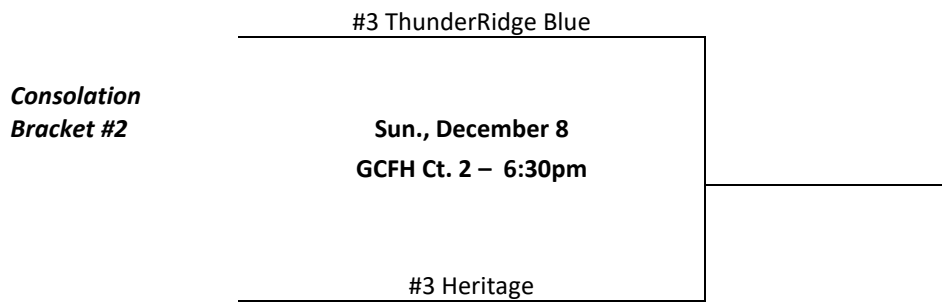 #3 ThunderRidge Blue
Consolation
Bracket #2
Sun., December 8
GCFH Ct. 2 – 6:30pm
#3 Heritage